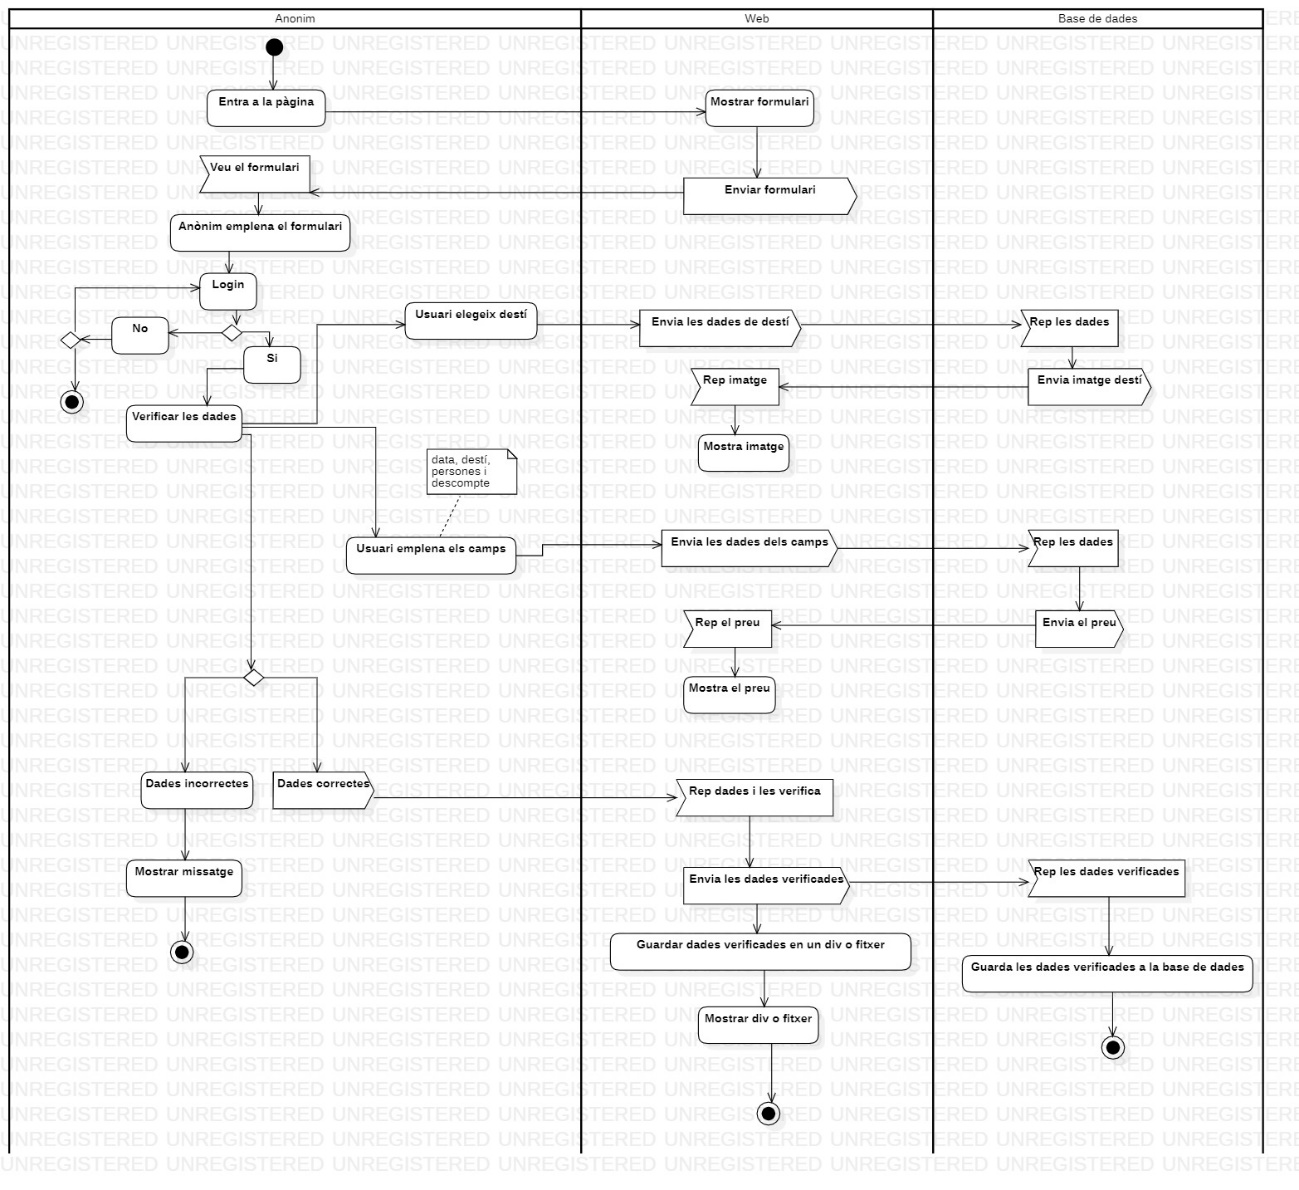 Anonim
Web
Base de dades
Entra a la pàgina
Mostrar formulari
Veu el formulari
Enviar formulari
Anònim emplena el formulari
Login
No
Si
Usuari elegeix destí
Envia les dades de destí
Rep les dades
Rep imatge
Envia imatge destí
Verificar les dades
Mostra imatge
data, destí,
persones i
descompte
Usuari emplena els camps
Envia les dades dels camps
Rep les dades
Rep el preu
Envia el preu
Mostra el preu
Dades incorrectes
Dades correctes
Rep dades i les verifica
Mostrar missatge
Envia les dades verificades
Rep les dades verificades
Guardar dades verificades en un div o fitxer
Guarda les dades verificades a la base de dades
Mostrar div o fitxer
UNREGISTERED